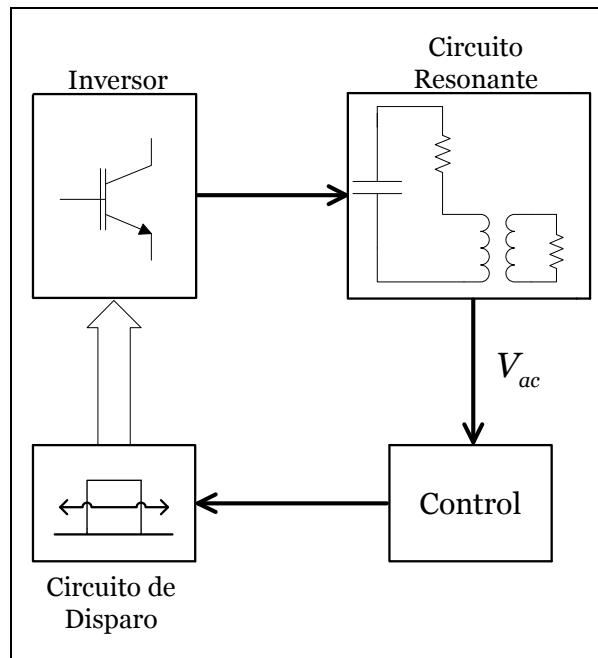 Inversor
Circuito
Resonante
V_ac
Control
Circuito de
Disparo